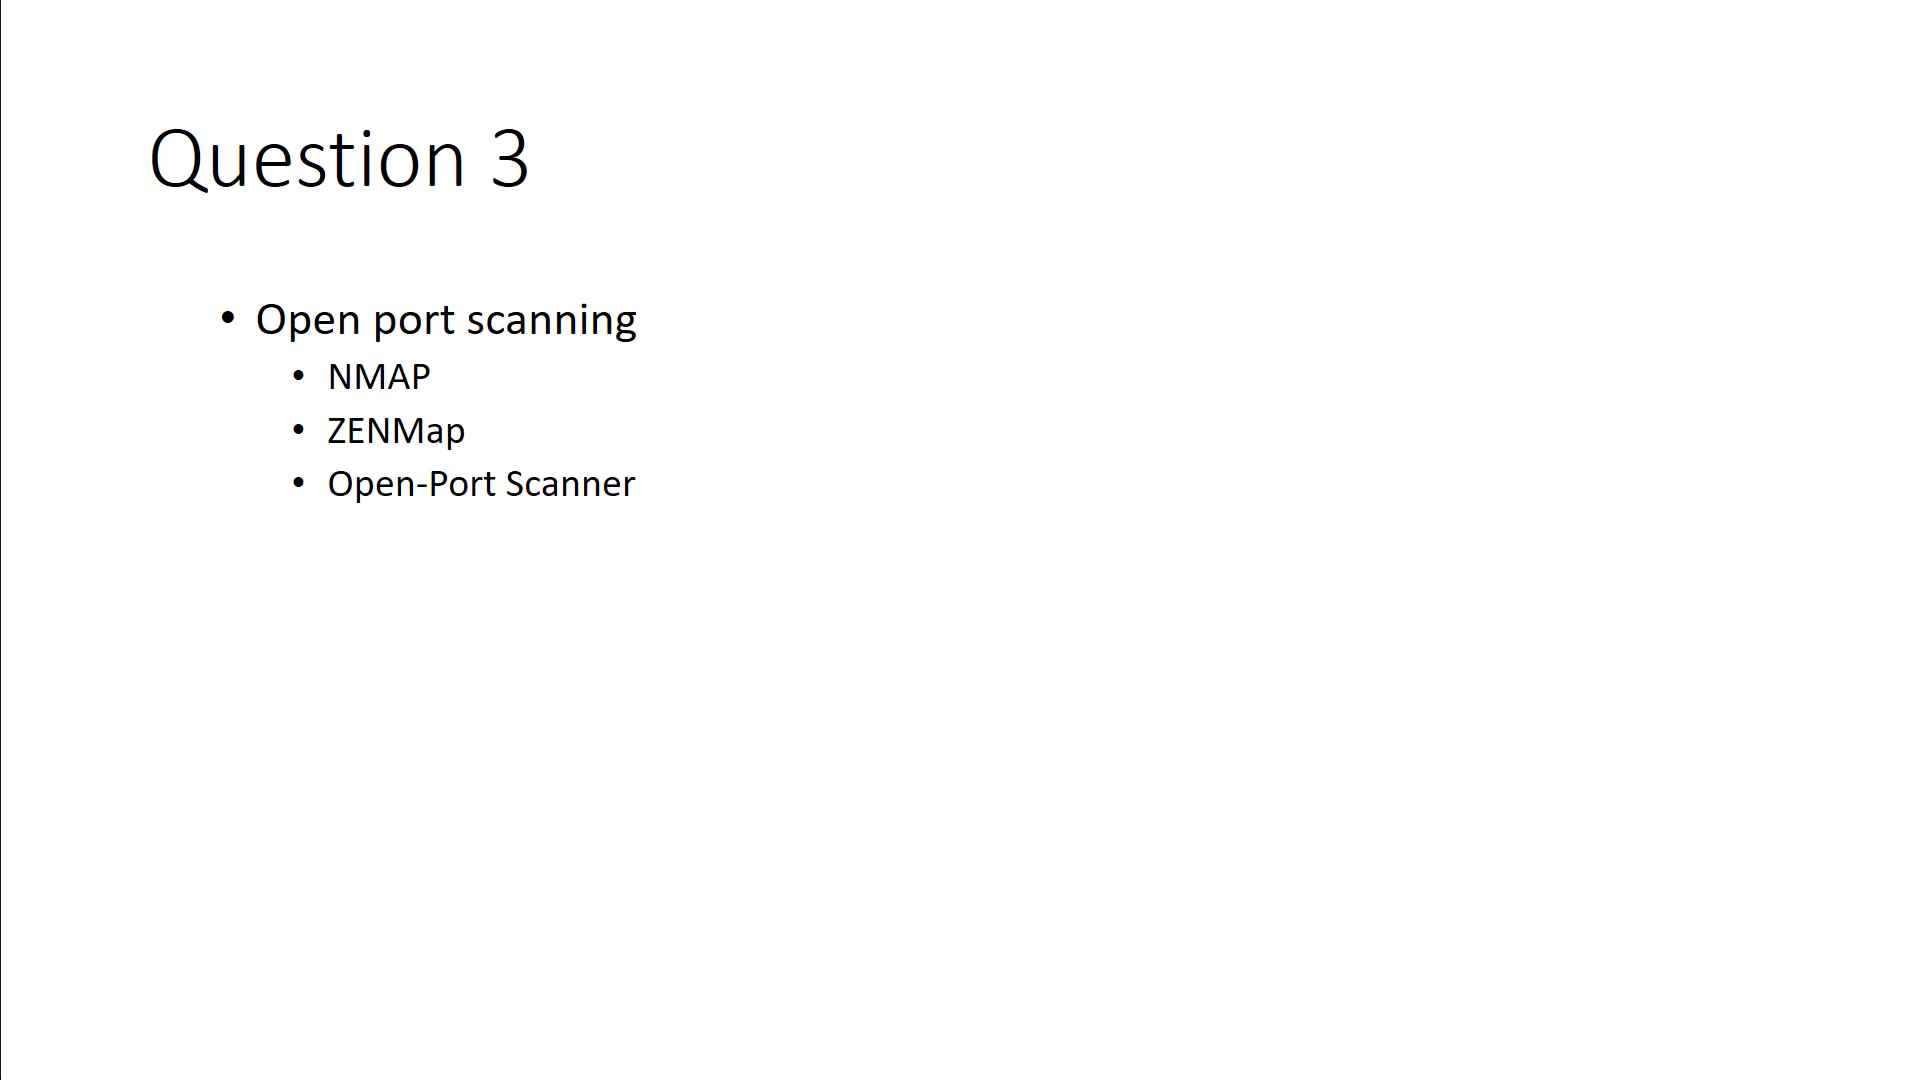 Question 3
• Open port scanning
• NMAP
• ZENMap
• Open-Port Scanner